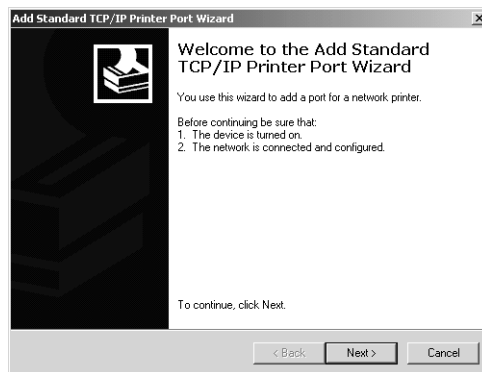 Add Standard TCP/IP Printer Port Wizard
Welcome to the Add Standard
TCP/IP Printer Port Wizard
You use this wizard to add a port for a network printer.
Before continuing be sure that:
1. The device is turned on.
2. The network is connected and configured.
To continue, click Next.
< Back Next > Cancel